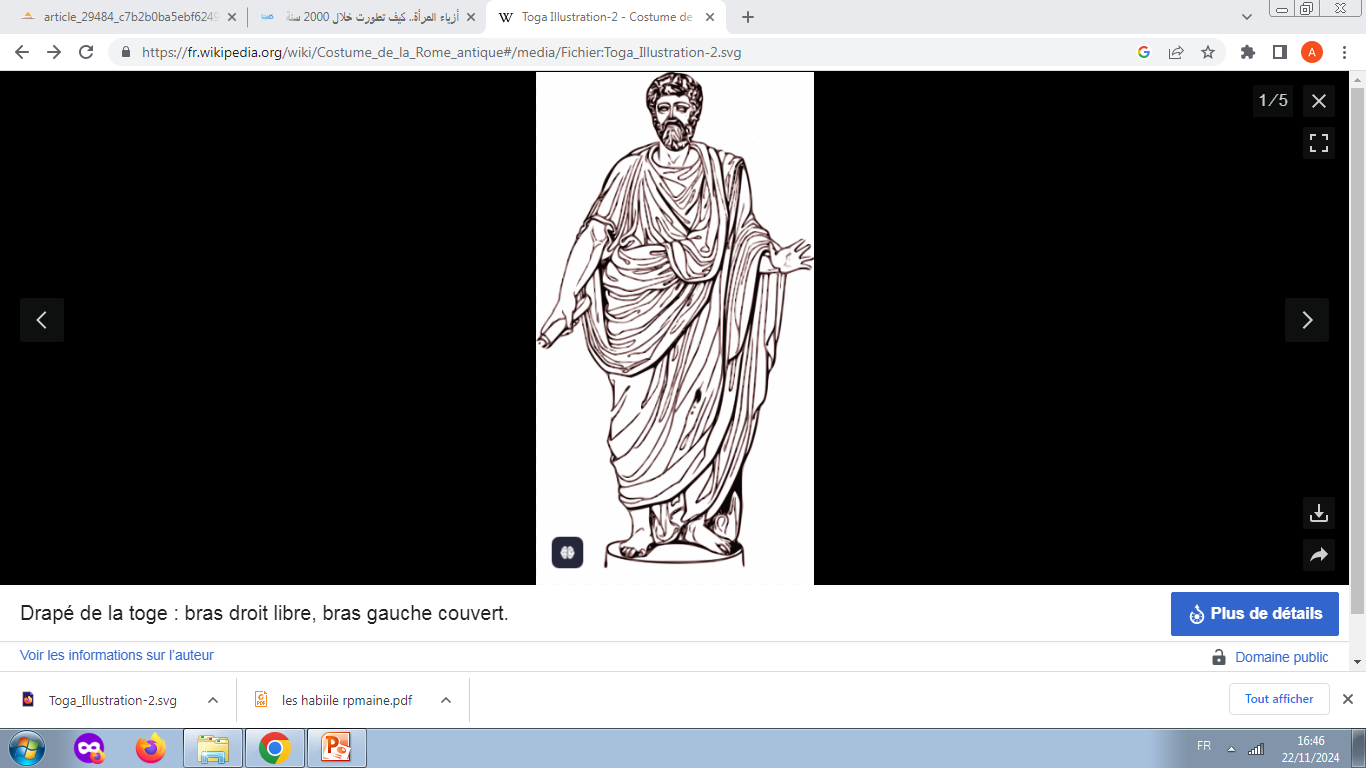 article_29484_c7b2b0ba5ebf6249
أزياء المرأة.. كيف تطورت خلال 2000 سنة
W Toga Illustration-2 - Costume de
https://fr.wikipedia.org/wiki/Costume_de_la_Rome_antique#/media/Fichier:Toga_Illustration-2.svg
A
1/5
Drapé de la toge : bras droit libre, bras gauche couvert.
Plus de détails
Voir les informations sur l'auteur
Domaine public
Toga_Illustration-2.svg
les habiile rpmaine.pdf
Tout afficher
FR
16:46
22/11/2024